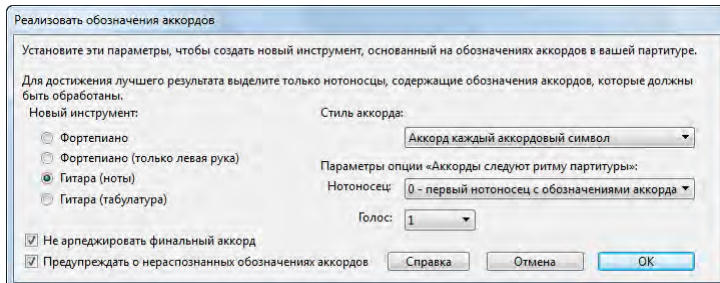 Реализовать обозначения аккордов
Установите эти параметры, чтобы создать новый инструмент, основанный на обозначениях аккордов в вашей партитуре.
Для достижения лучшего результата выделите только нотоносцы, содержащие обозначения аккордов, которые должны
быть обработаны.
Новый инструмент:
Фортепиано
Фортепиано (только левая рука)
Гитара (ноты)
Гитара (табулатура)
Стиль аккорда:
Аккорд каждый аккордовый символ
Параметры опции «Аккорды следуют ритму партитуры»:
Нотоносец: 0 - первый нотоносец с обозначениями аккорда
Голос: 1
Не арпеджировать финальный аккорд
Предупреждать о нераспознанных обозначениях аккордов
Справка Отмена OK